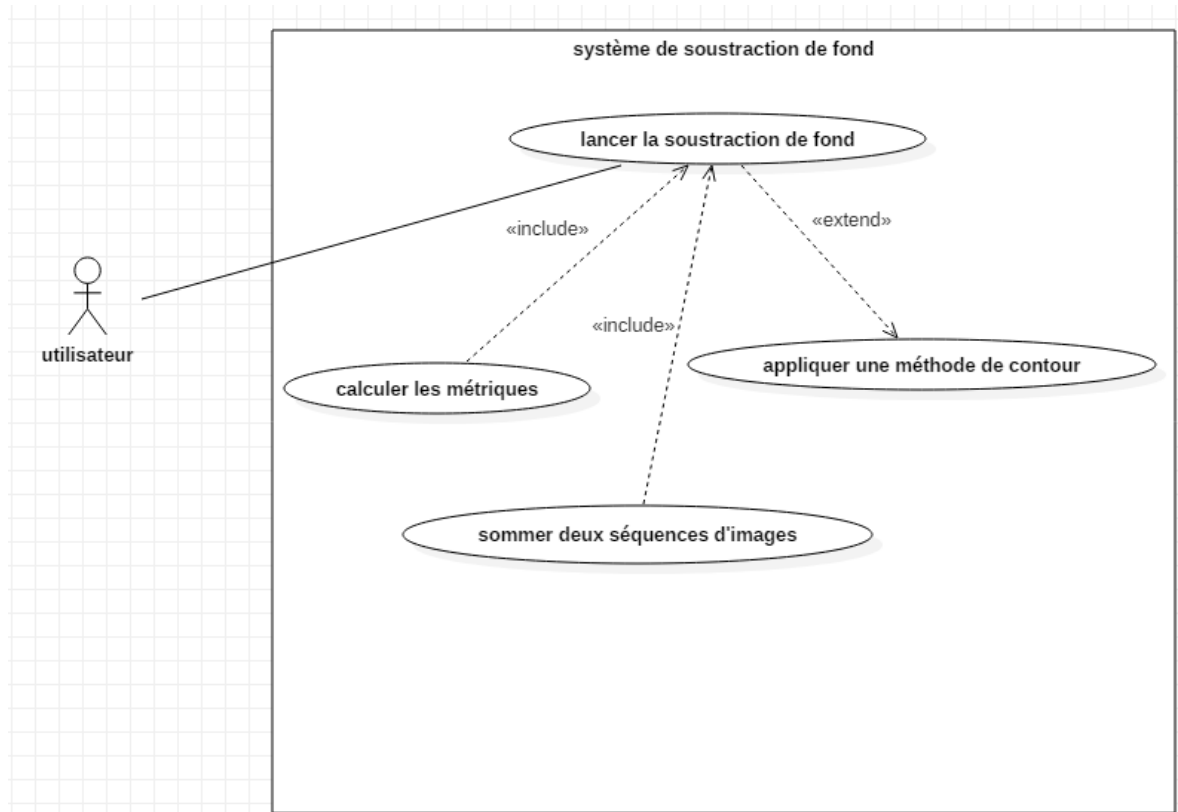 système de soustraction de fond
lancer la soustraction de fond
«include»
«extend»
«include»
utilisateur
calculer les métriques
appliquer une méthode de contour
sommer deux séquences d'images